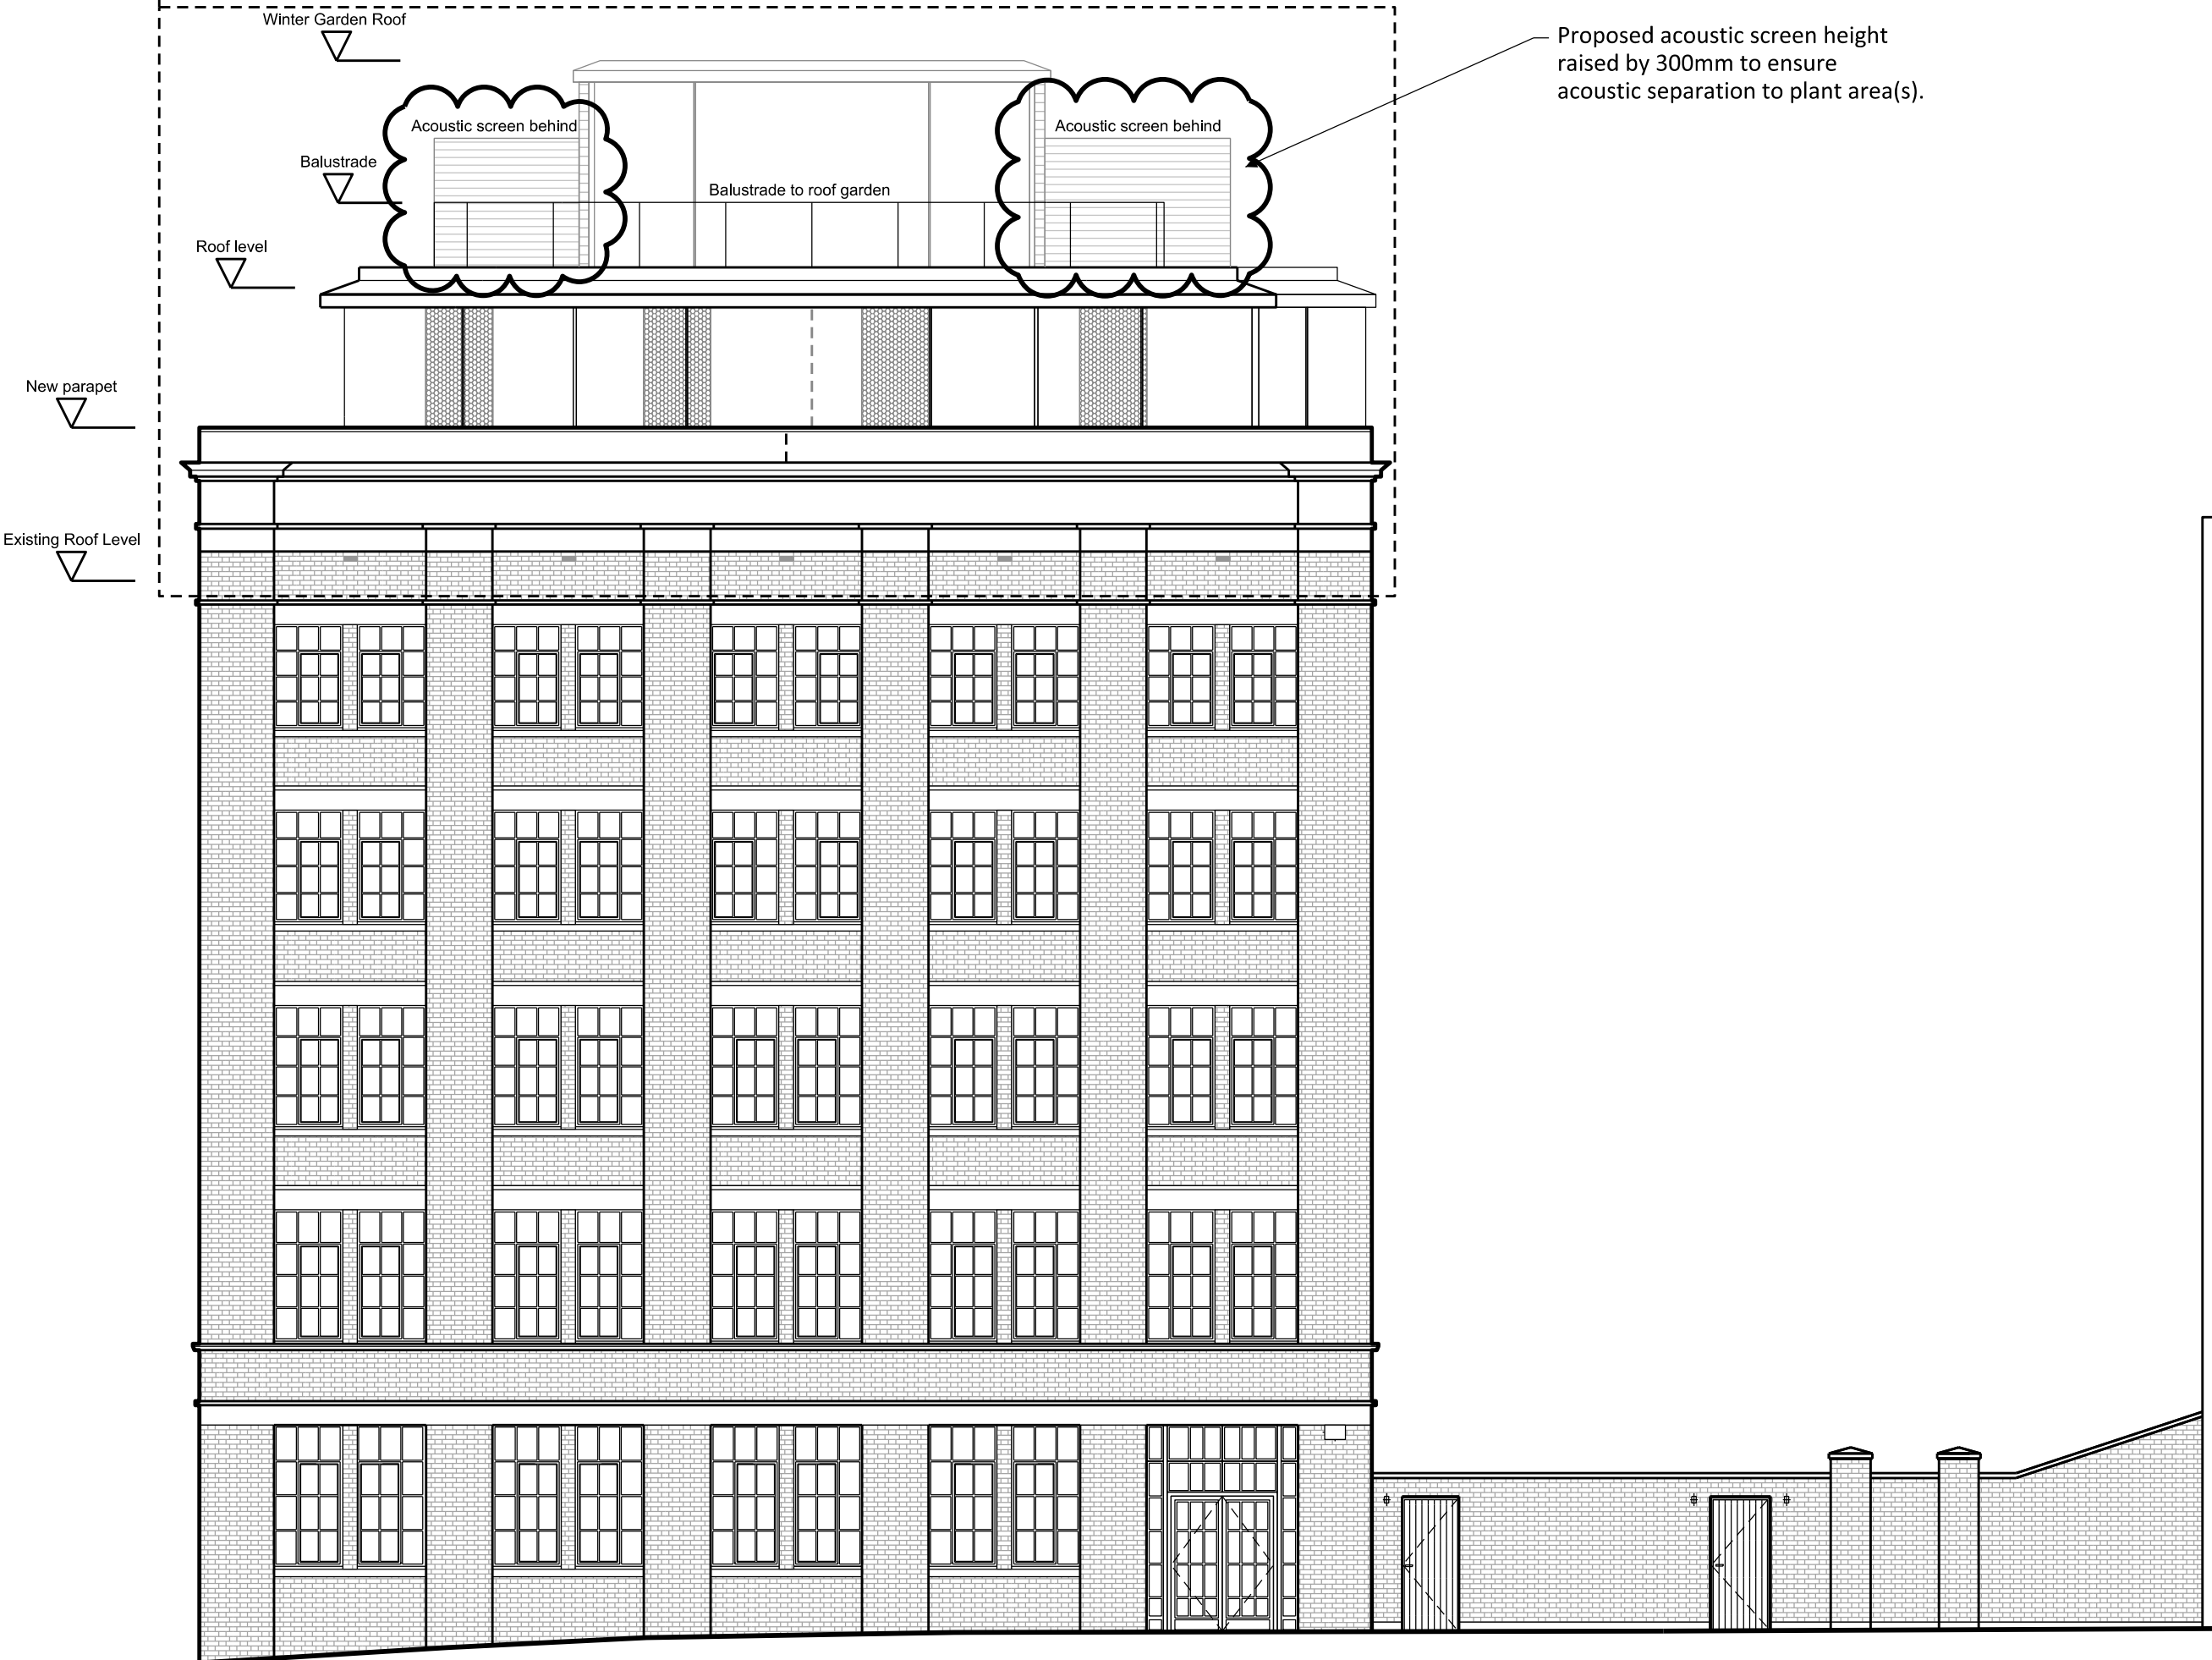 Winter Garden Roof
Proposed acoustic screen height
raised by 300mm to ensure
acoustic separation to plant area(s).
Acoustic screen behind
Acoustic screen behind
Balustrade
Balustrade to roof garden
Roof level
New parapet
Existing Roof Level